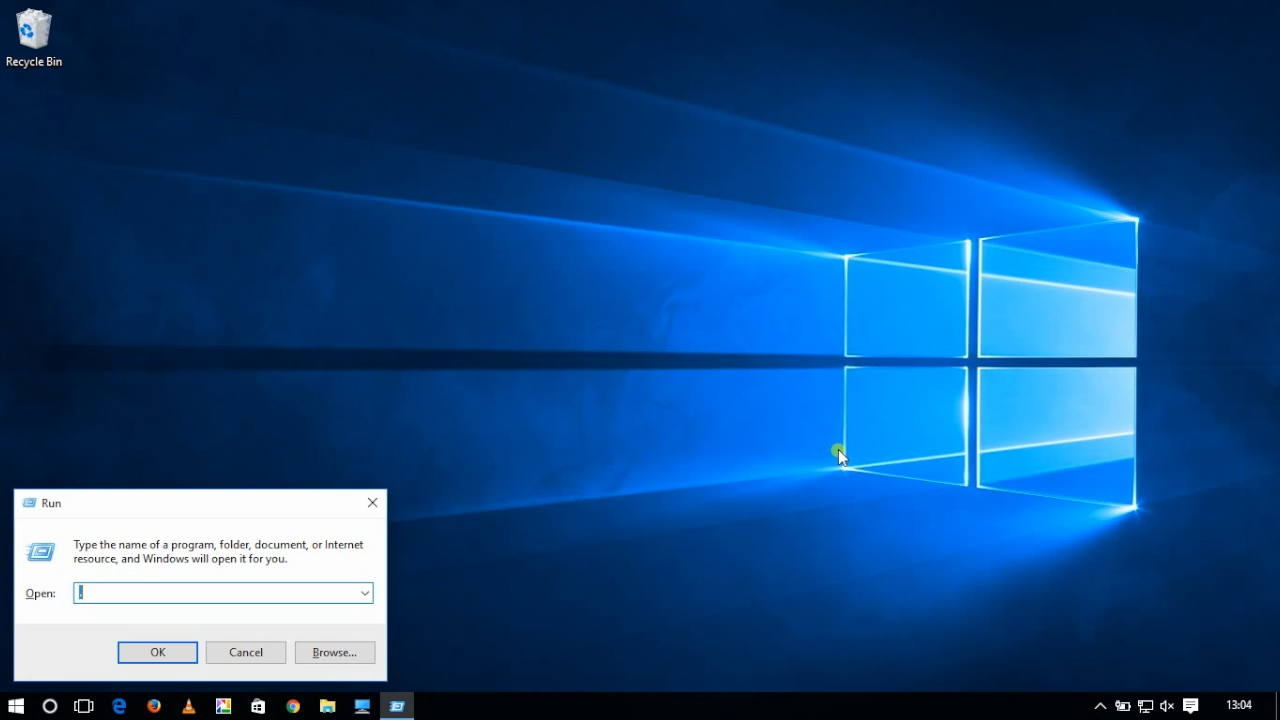 Recycle Bin
Run
Type the name of a program, folder, document, or Internet
resource, and Windows will open it for you.
Open:
.
OK
Cancel
Browse...
13:04